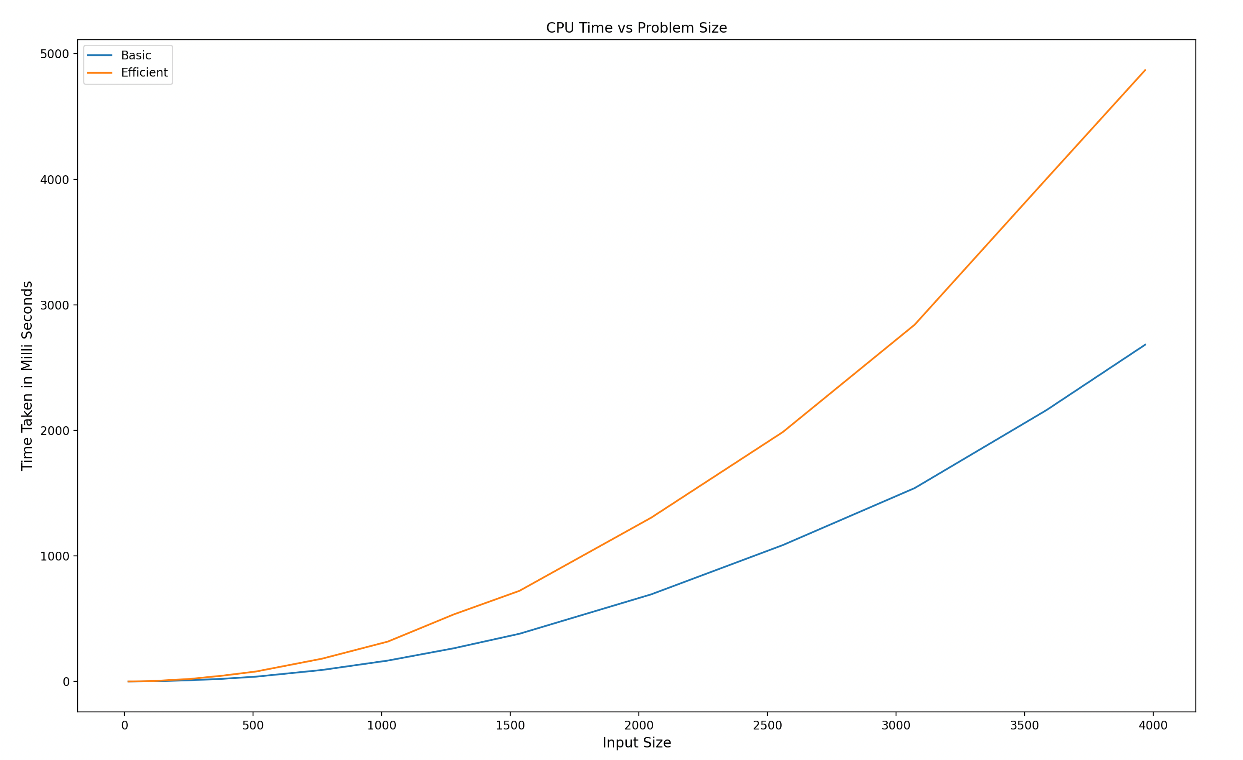 CPU Time vs Problem Size
Basic
Efficient
5000
4000
3000
2000
1000
0
Time Taken in Milli Seconds
0 500 1000 1500 2000 2500 3000 3500 4000
Input Size